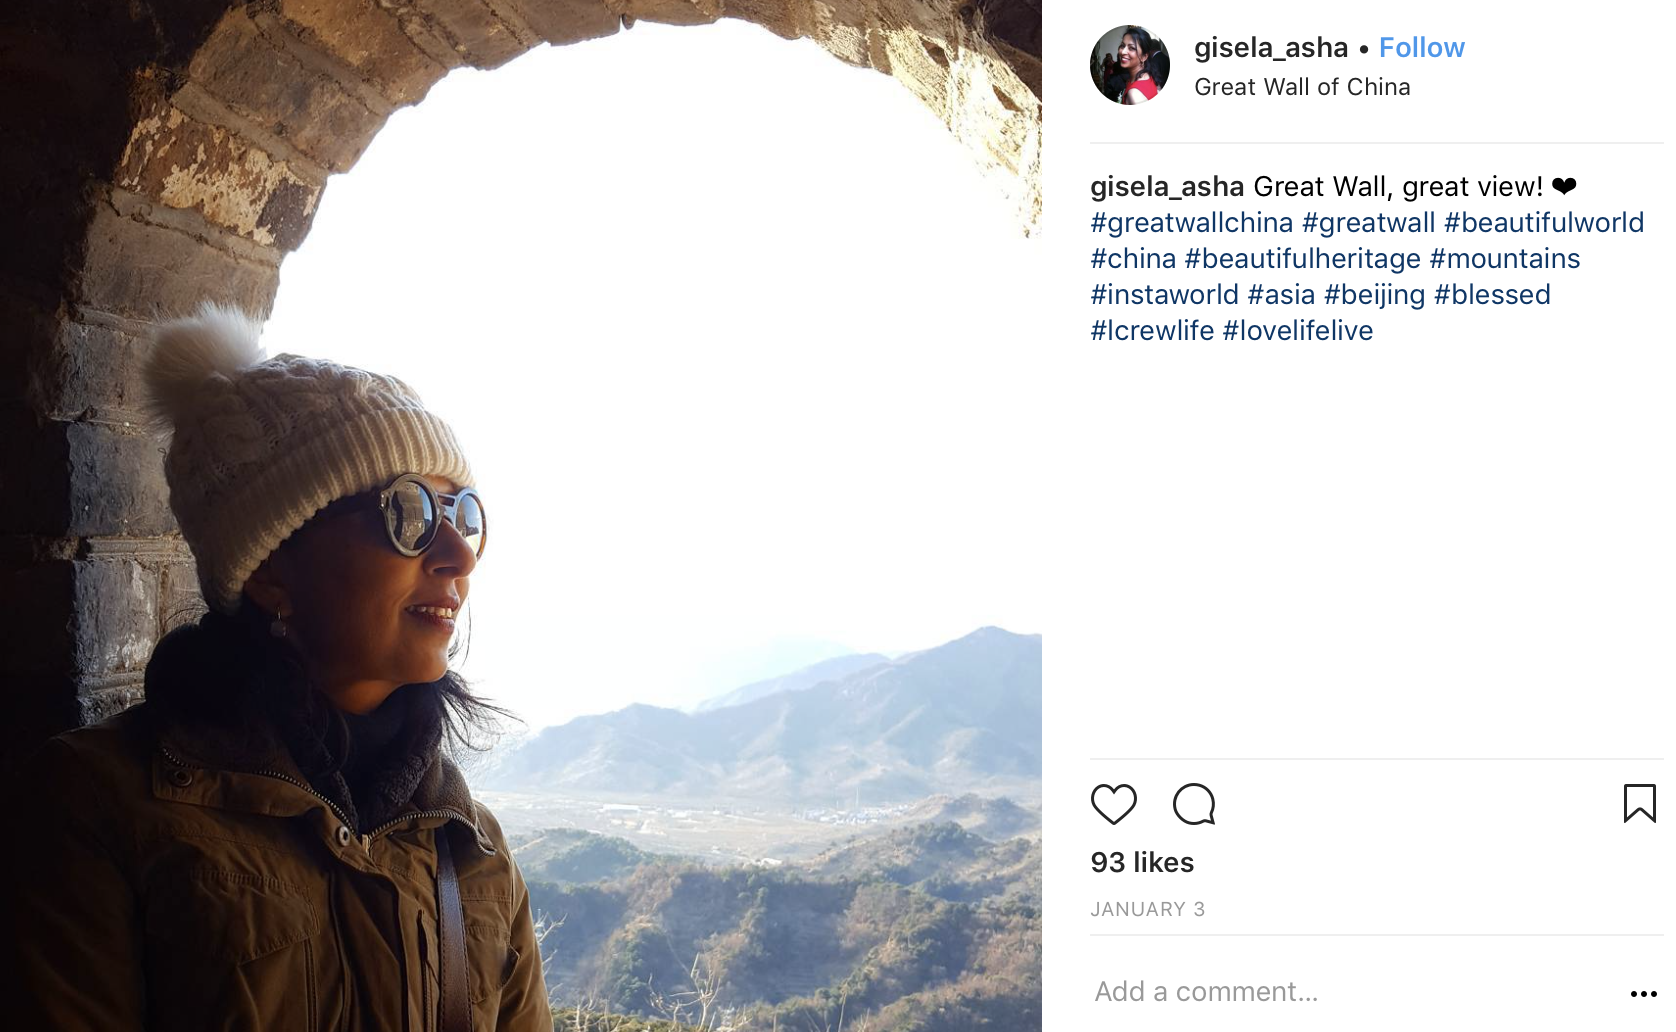 gisela_asha • Follow
Great Wall of China
gisela_asha Great Wall, great view! ❤
#greatwallchina #greatwall #beautifulworld
#china #beautifulheritage #mountains
#instaworld #asia #beijing #blessed
#lcrewlife #lovelifelive
93 likes
JANUARY 3
Add a comment...